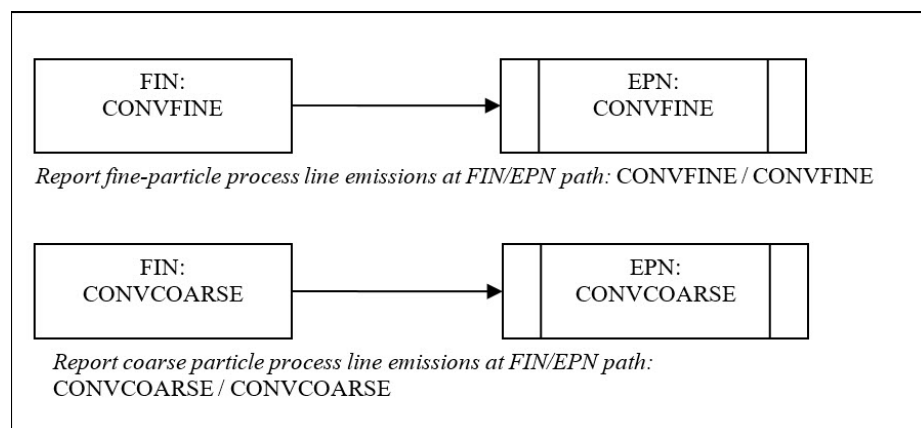 FIN:
CONVFINE
EPN:
CONVFINE
Report fine-particle process line emissions at FIN/EPN path: CONVFINE / CONVFINE
FIN:
CONVCOARSE
EPN:
CONVCOARSE
Report coarse particle process line emissions at FIN/EPN path:
CONVCOARSE / CONVCOARSE